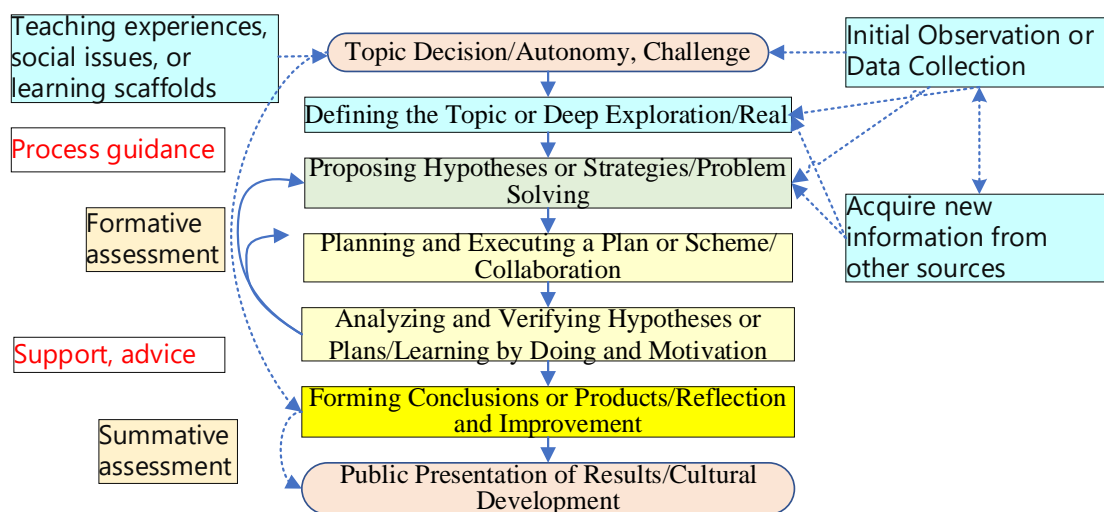 Teaching experiences,
social issues, or
learning scaffolds
Topic Decision/Autonomy, Challenge
Initial Observation or
Data Collection
Defining the Topic or Deep Exploration/Real
Process guidance
Proposing Hypotheses or Strategies/Problem
Solving
Acquire new
information from
other sources
Formative
assessment
Planning and Executing a Plan or Scheme/
Collaboration
Analyzing and Verifying Hypotheses or
Plans/Learning by Doing and Motivation
Support, advice
Forming Conclusions or Products/Reflection
and Improvement
Summative
assessment
Public Presentation of Results/Cultural
Development